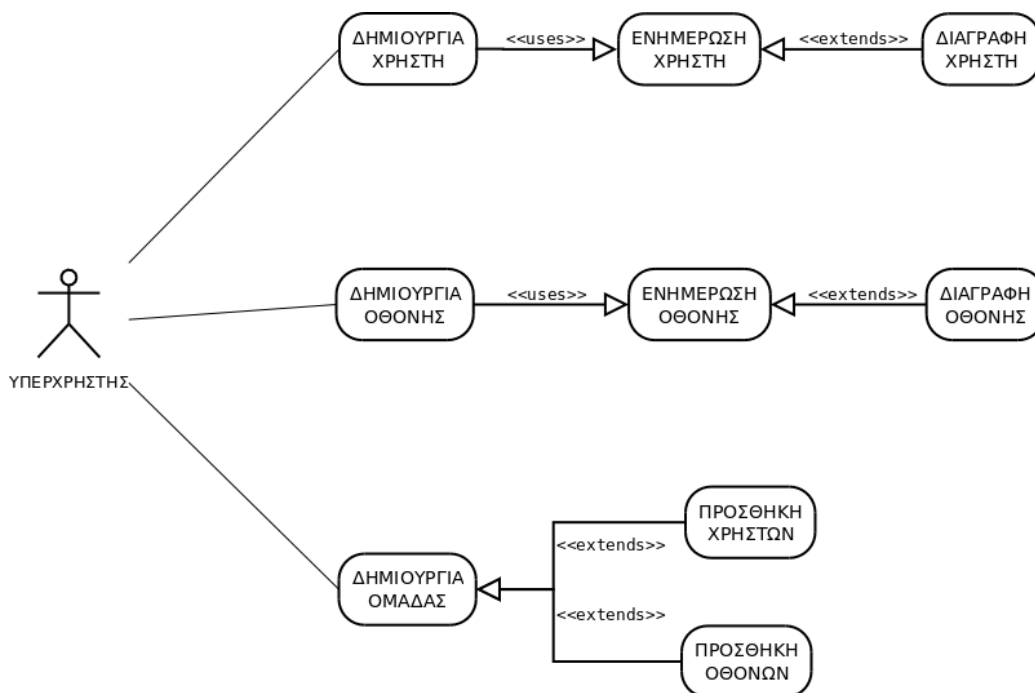 ΔΗΜΙΟΥΡΓΙΑ
ΧΡΗΣΤΗ
<<uses>>
ΕΝΗΜΕΡΩΣΗ
ΧΡΗΣΤΗ
<<extends>>
ΔΙΑΓΡΑΦΗ
ΧΡΗΣΤΗ
ΥΠΕΡΧΡΗΣΤΗΣ
ΔΗΜΙΟΥΡΓΙΑ
ΟΘΟΝΗΣ
<<uses>>
ΕΝΗΜΕΡΩΣΗ
ΟΘΟΝΗΣ
<<extends>>
ΔΙΑΓΡΑΦΗ
ΟΘΟΝΗΣ
ΔΗΜΙΟΥΡΓΙΑ
ΟΜΑΔΑΣ
<<extends>>
ΠΡΟΣΘΗΚΗ
ΧΡΗΣΤΩΝ
<<extends>>
ΠΡΟΣΘΗΚΗ
ΟΘΟΝΩΝ